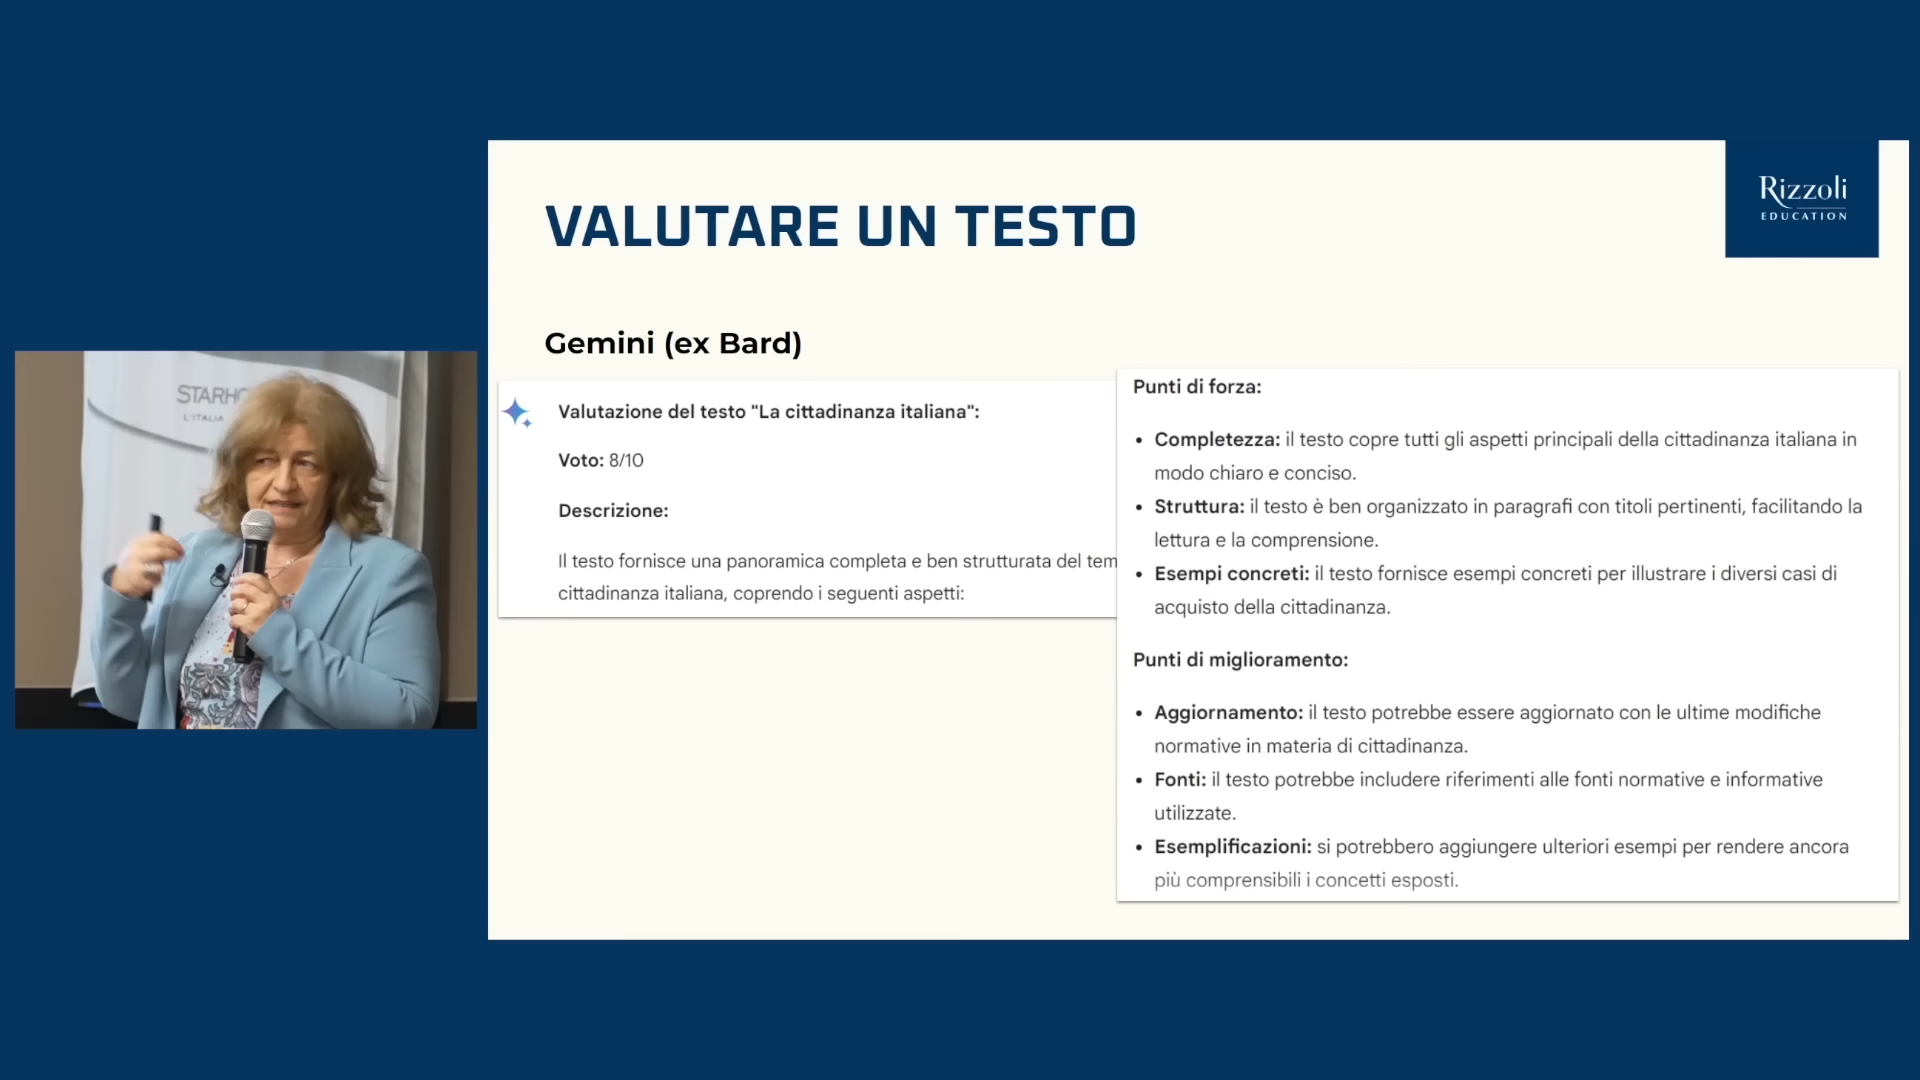 Rizzoli
EDUCATION
VALUTARE UN TESTO
Gemini (ex Bard)
Valutazione del testo "La cittadinanza italiana":
Voto: 8/10
Descrizione:
Il testo fornisce una panoramica completa e ben strutturata del tem
cittadinanza italiana, coprendo i seguenti aspetti:
Punti di forza:
• Completezza: il testo copre tutti gli aspetti principali della cittadinanza italiana in
modo chiaro e conciso.
• Struttura: il testo è ben organizzato in paragrafi con titoli pertinenti, facilitando la
lettura e la comprensione.
• Esempi concreti: il testo fornisce esempi concreti per illustrare i diversi casi di
acquisto della cittadinanza.
Punti di miglioramento:
• Aggiornamento: il testo potrebbe essere aggiornato con le ultime modifiche
normative in materia di cittadinanza.
• Fonti: il testo potrebbe includere riferimenti alle fonti normative e informative
utilizzate.
• Esemplificazioni: si potrebbero aggiungere ulteriori esempi per rendere ancora
più comprensibili i concetti esposti.
STARHO
L'ITALIA